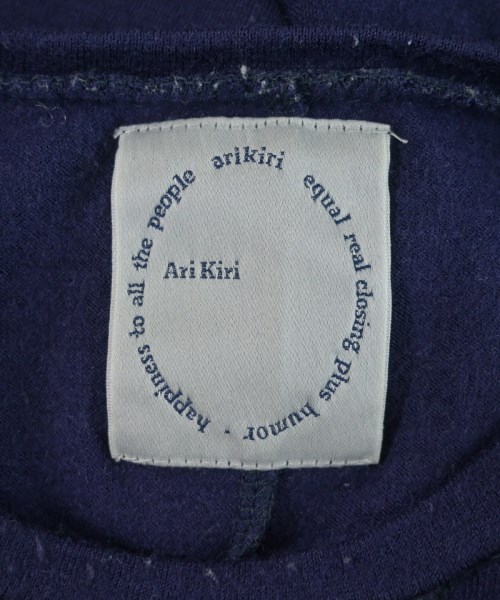 arikiri equal real closing plus humor · happiness to all the people
Ari Kiri